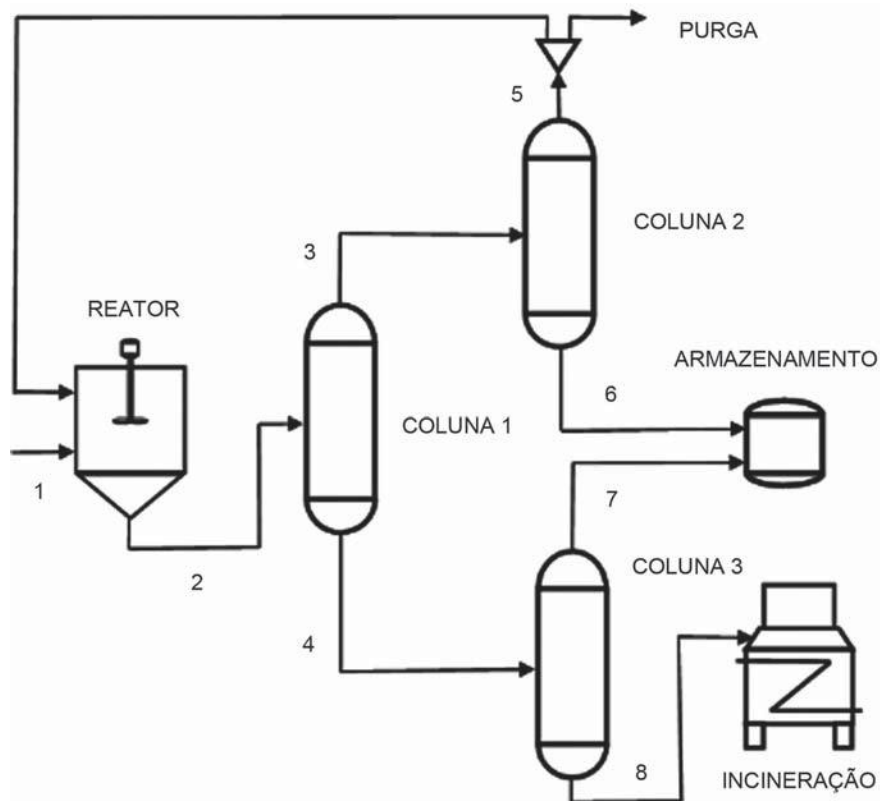 PURGA
5
COLUNA 2
3
REATOR
ARMAZENAMENTO
6
COLUNA 1
1
7
2
COLUNA 3
4
8
INCINERAÇÃO